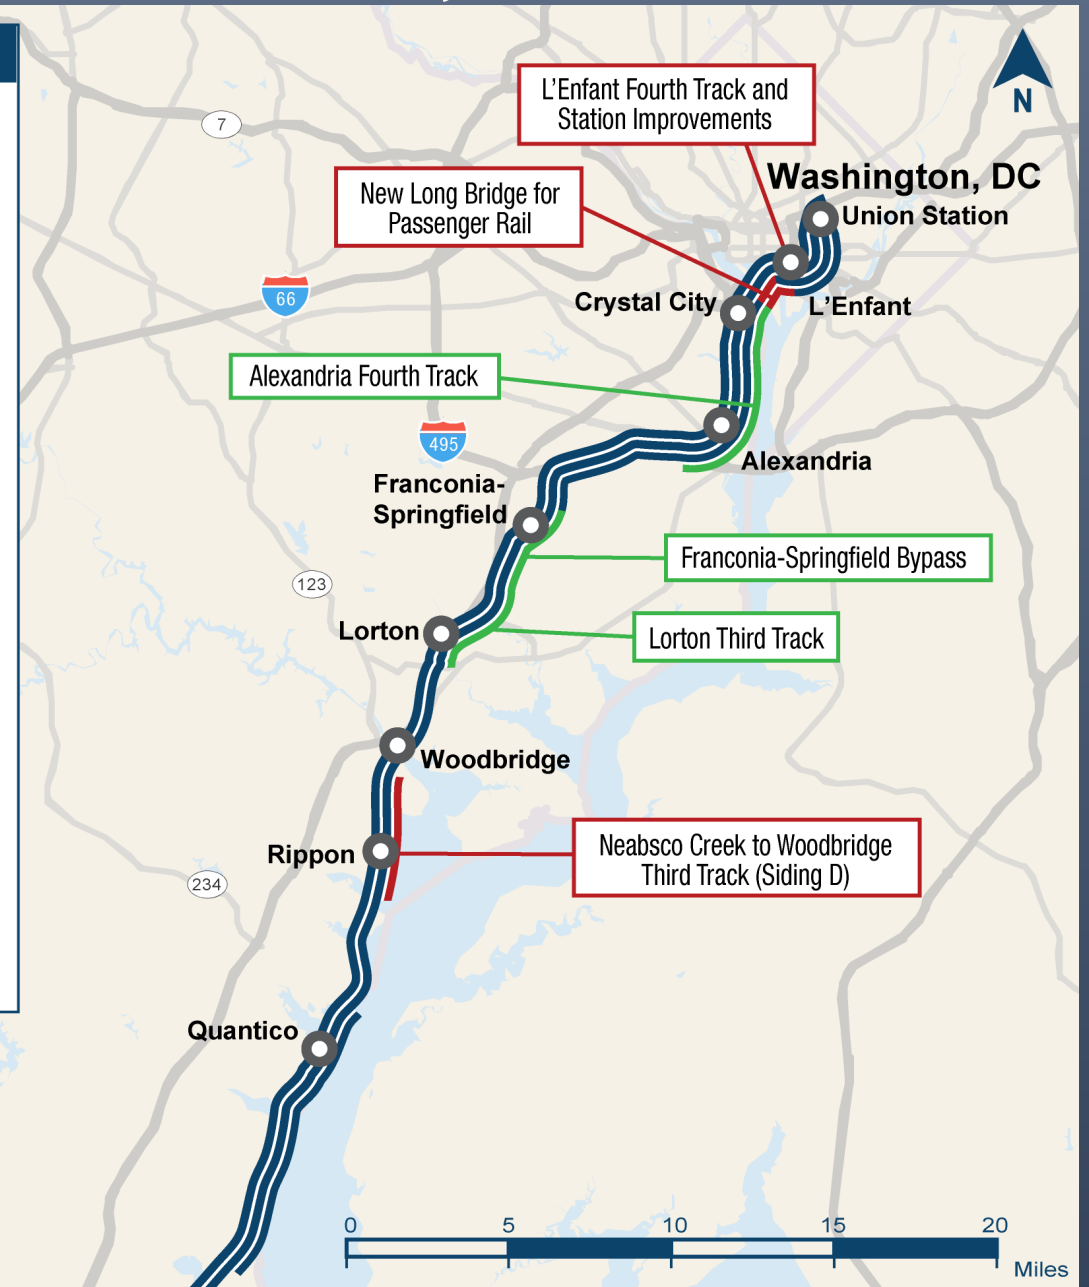 N
7
L'Enfant Fourth Track and
Station Improvements
Washington, DC
New Long Bridge for
Passenger Rail
Union Station
66
Crystal City
L'Enfant
Alexandria Fourth Track
495
Alexandria
Franconia-
Springfield
Franconia-Springfield Bypass
123
Lorton
Lorton Third Track
Woodbridge
Rippon
Neabsco Creek to Woodbridge
Third Track (Siding D)
234
Quantico
0 5 10 15 20
Miles